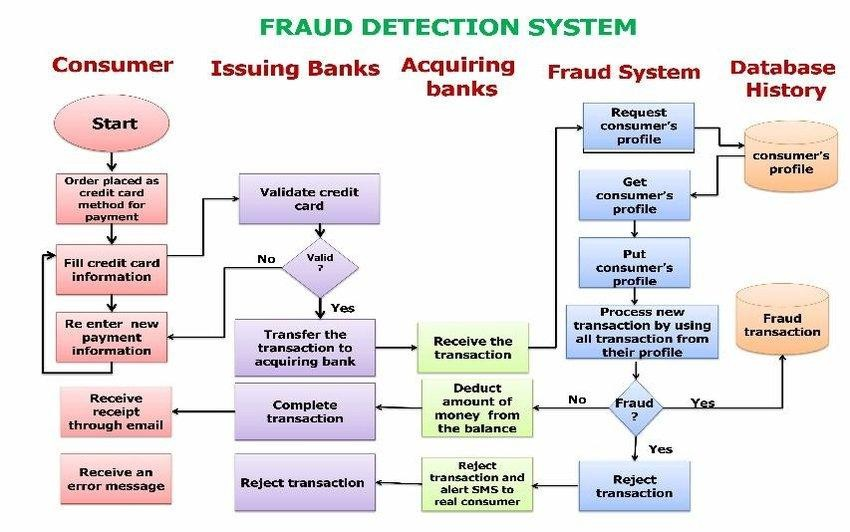 FRAUD DETECTION SYSTEM
Consumer
Issuing Banks
Acquiring
banks
Fraud System
Database
History
Start
Order placed as
credit card
method for
payment
Fill credit card
information
Re enter new
payment
information
Receive
receipt
through email
Receive an
error message
Validate credit
card
No
Valid
?
Yes
Transfer the
transaction to
acquiring bank
Complete
transaction
Reject transaction
Receive the
transaction
Deduct
amount of
money from
the balance
Reject
transaction and
alert SMS to
real consumer
Request
consumer's
profile
Get
consumer's
profile
Put
consumer's
profile
Process new
transaction by using
all transaction from
their profile
No
Fraud
?
Yes
Yes
Reject
transaction
consumer's
profile
Fraud
transaction